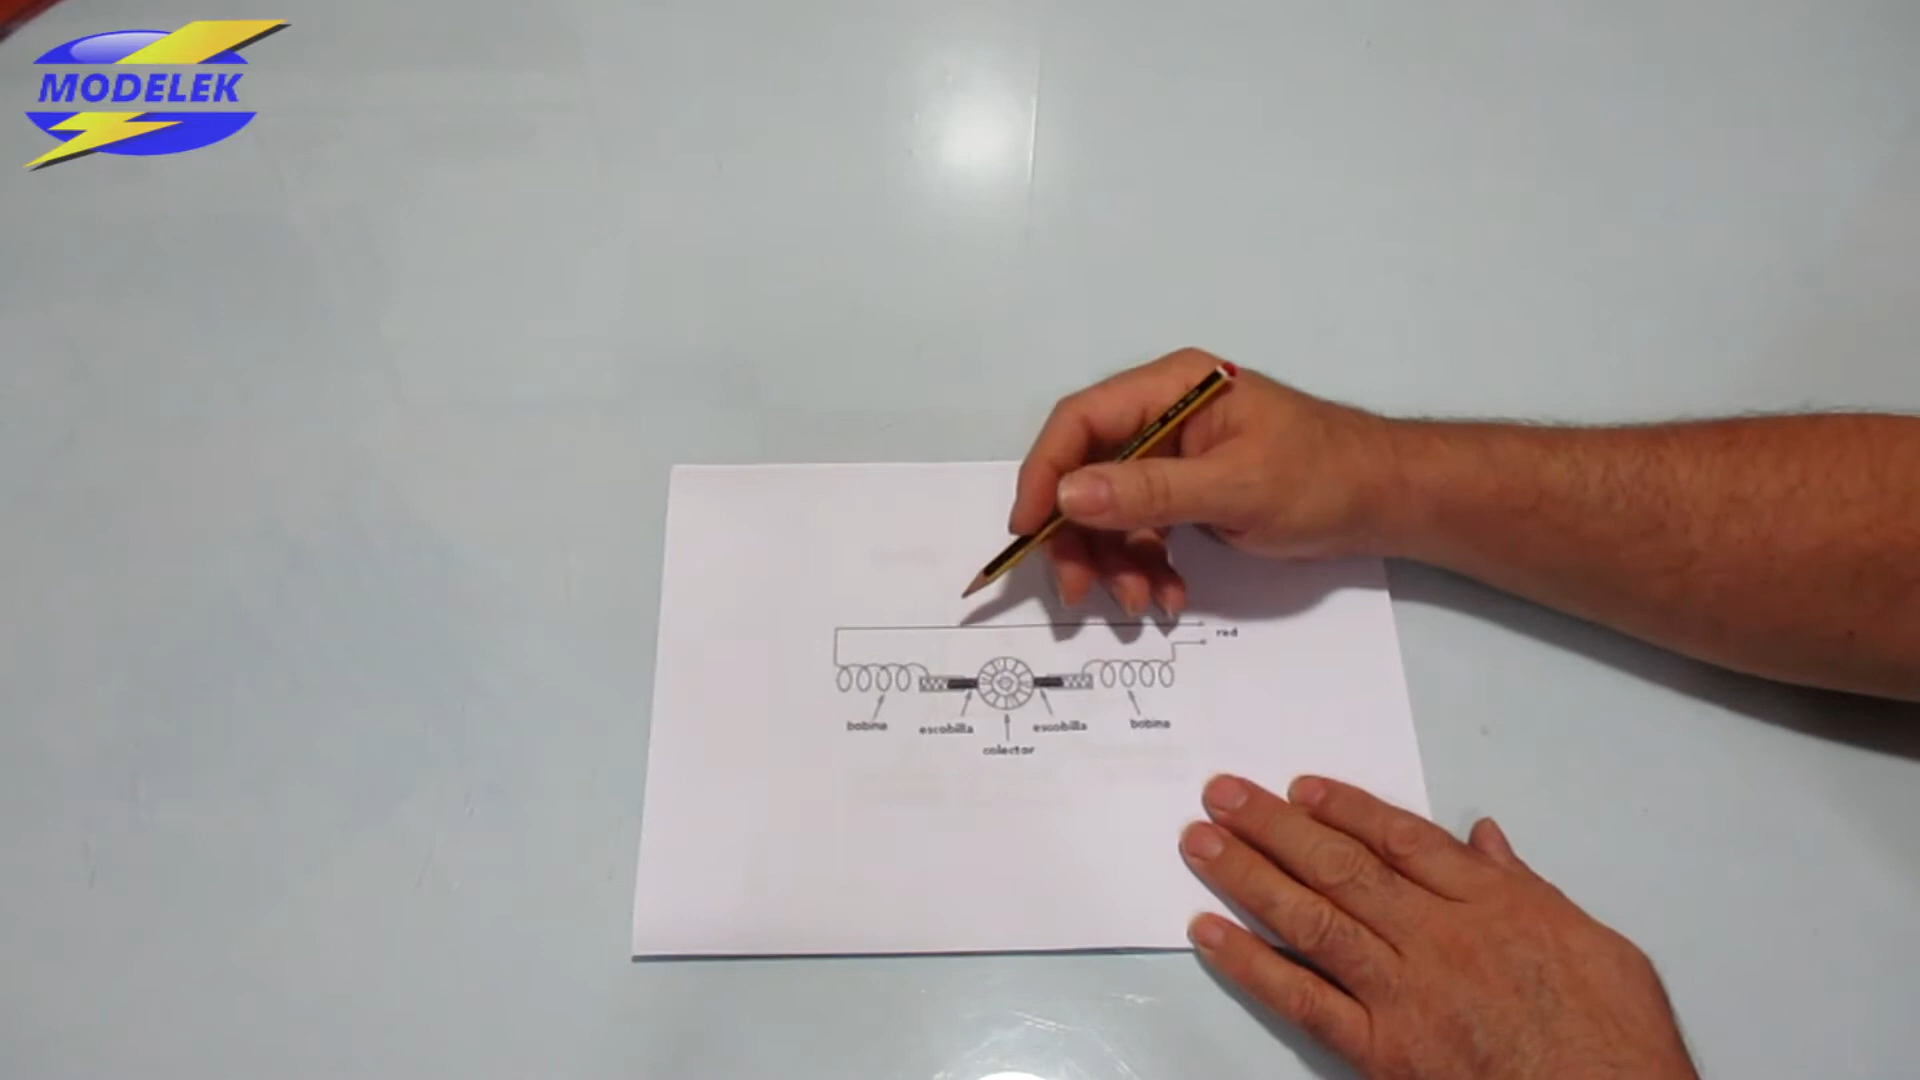 MODELEK
red
bobina
escobilla
escobilla
bobina
colector